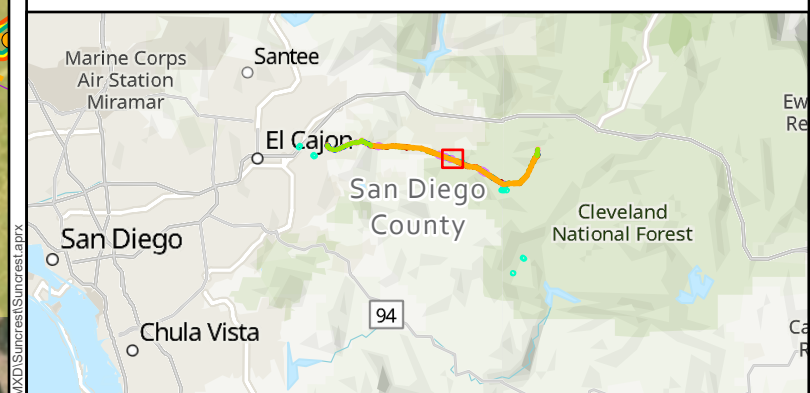 Santee
Marine Corps
Air Station
Miramar
El Cajon
San Diego
County
Cleveland
National Forest
San Diego
94
Chula Vista
MXD\Suncrest\Suncrest.aprx